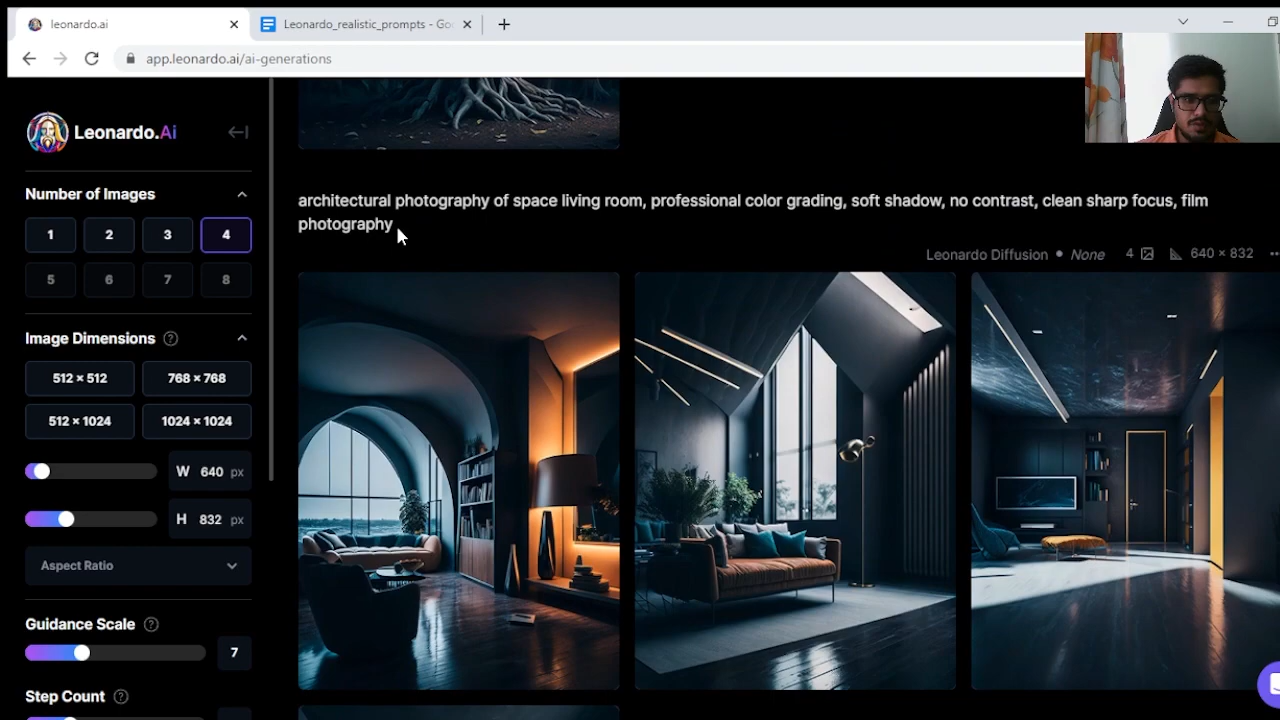 leonardo.ai
Leonardo_realistic_prompts - Goo
app.leonardo.ai/ai-generations
Leonardo.Ai
Number of Images
1 2 3 4
5 6 7 8
Image Dimensions
512 × 512 768 × 768
512 × 1024 1024 × 1024
W 640 px
H 832 px
Aspect Ratio
Guidance Scale
7
Step Count
architectural photography of space living room, professional color grading, soft shadow, no contrast, clean sharp focus, film
photography
Leonardo Diffusion • None 4 640 × 832